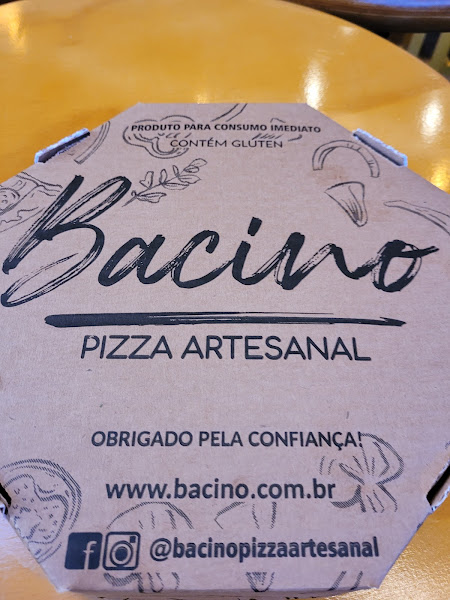 PRODUTO PARA CONSUMO IMEDIATO
CONTÉM GLÚTEN
Bacino
PIZZA ARTESANAL
OBRIGADO PELA CONFIANÇA!
www.bacino.com.br
f @bacinopizzaartesanal